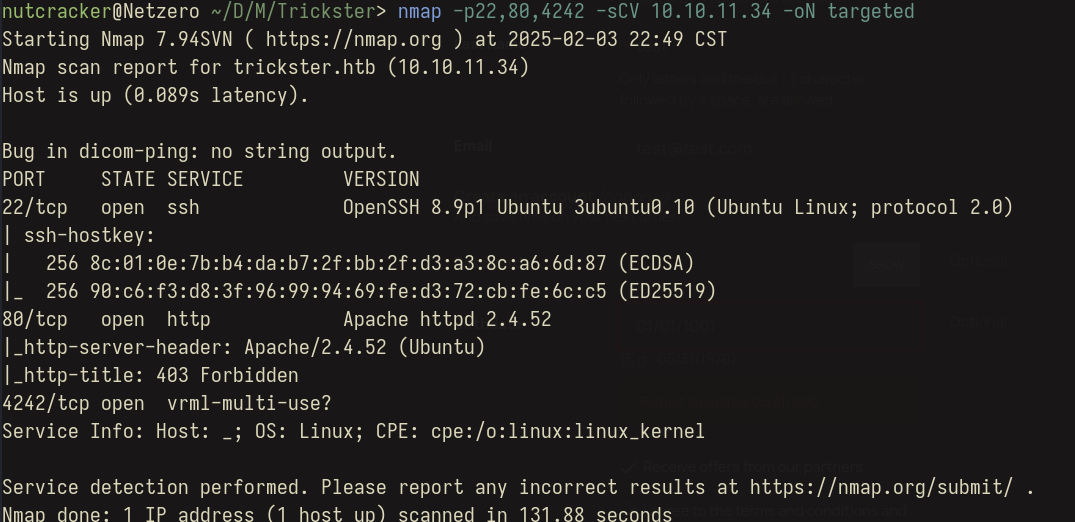 nutcracker@Netzero ~/D/M/Trickster> nmap -p22,80,4242 -sCV 10.10.11.34 -oN targeted
Starting Nmap 7.94SVN ( https://nmap.org ) at 2025-02-03 22:49 CST
Nmap scan report for trickster.htb (10.10.11.34)
Host is up (0.089s latency).
Bug in dicom-ping: no string output.
Email
PORT      STATE SERVICE         VERSION
22/tcp   open  ssh             OpenSSH 8.9p1 Ubuntu 3ubuntu0.10 (Ubuntu Linux; protocol 2.0)
| ssh-hostkey:
|   256 8c:01:0e:7b:b4:da:b7:2f:bb:2f:d3:a3:8c:a6:6d:87 (ECDSA)
|_  256 90:c6:f3:d8:3f:96:99:94:69:fe:d3:72:cb:fe:6c:c5 (ED25519)
80/tcp   open  http            Apache httpd 2.4.52
|_http-server-header: Apache/2.4.52 (Ubuntu)
|_http-title: 403 Forbidden
4242/tcp open  vrml-multi-use?
Service Info: Host: _; OS: Linux; CPE: cpe:/o:linux:linux_kernel
Receive offers from our partners
Service detection performed. Please report any incorrect results at https://nmap.org/submit/ .
Nmap done: 1 IP address (1 host up) scanned in 131.88 seconds